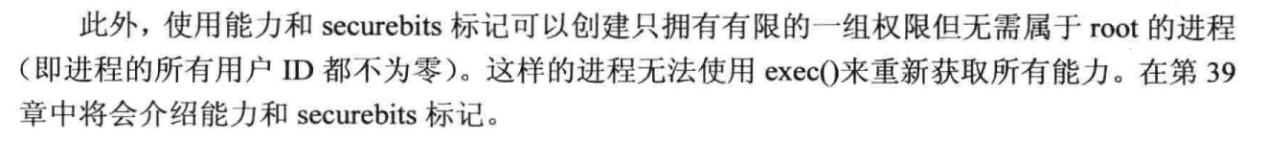 此外，使用能力和 securebits 标记可以创建只拥有有限的一组权限但无需属于 root 的进程
（即进程的所有用户 ID 都不为零）。这样的进程无法使用 exec()来重新获取所有能力。在第 39
章中将会介绍能力和 securebits 标记。